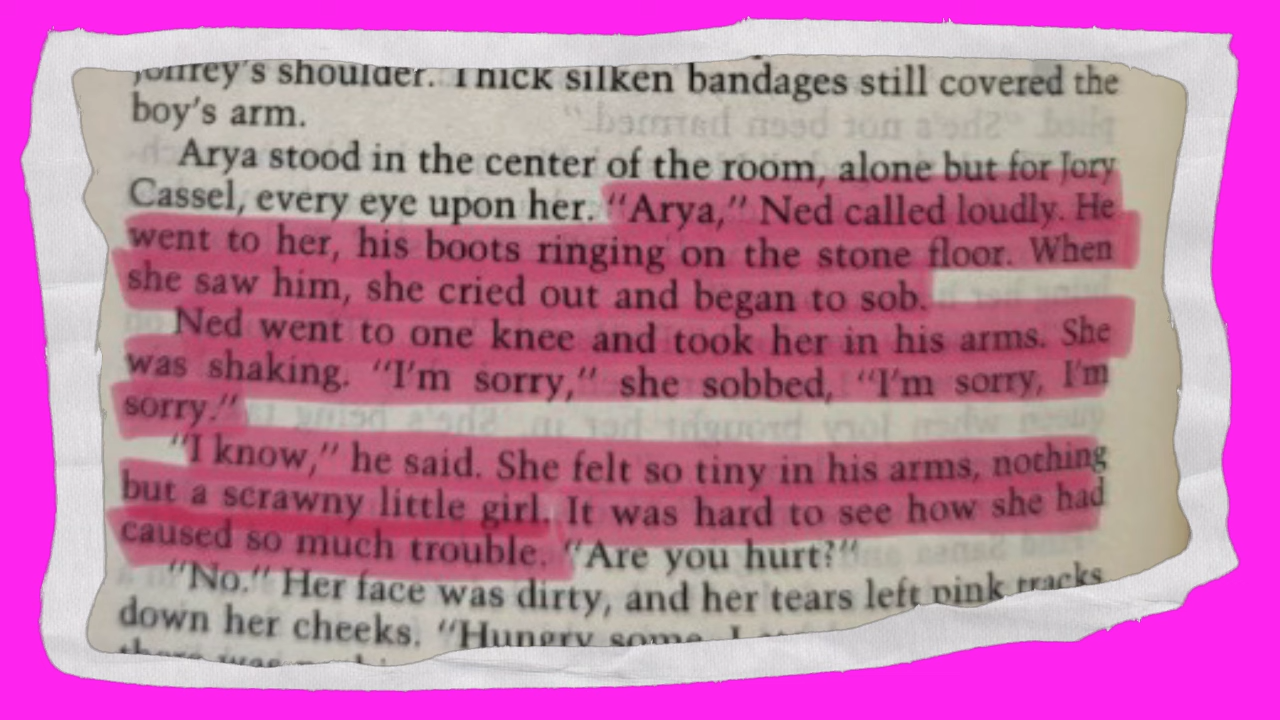 Joffrey's shoulder. Thick silken bandages still covered the
boy's arm.
Arya stood in the center of the room, alone but for Jory
Cassel, every eye upon her. "Arya," Ned called loudly. He
went to her, his boots ringing on the stone floor. When
she saw him, she cried out and began to sob.
Ned went to one knee and took her in his arms. She
was shaking. "I'm sorry," she sobbed, "I'm sorry, I'm
sorry."
"I know," he said. She felt so tiny in his arms, nothing
but a scrawny little girl. It was hard to see how she had
caused so much trouble. "Are you hurt?"
"No." Her face was dirty, and her tears left pink tracks
down her cheeks. "Hungry some. I
there was